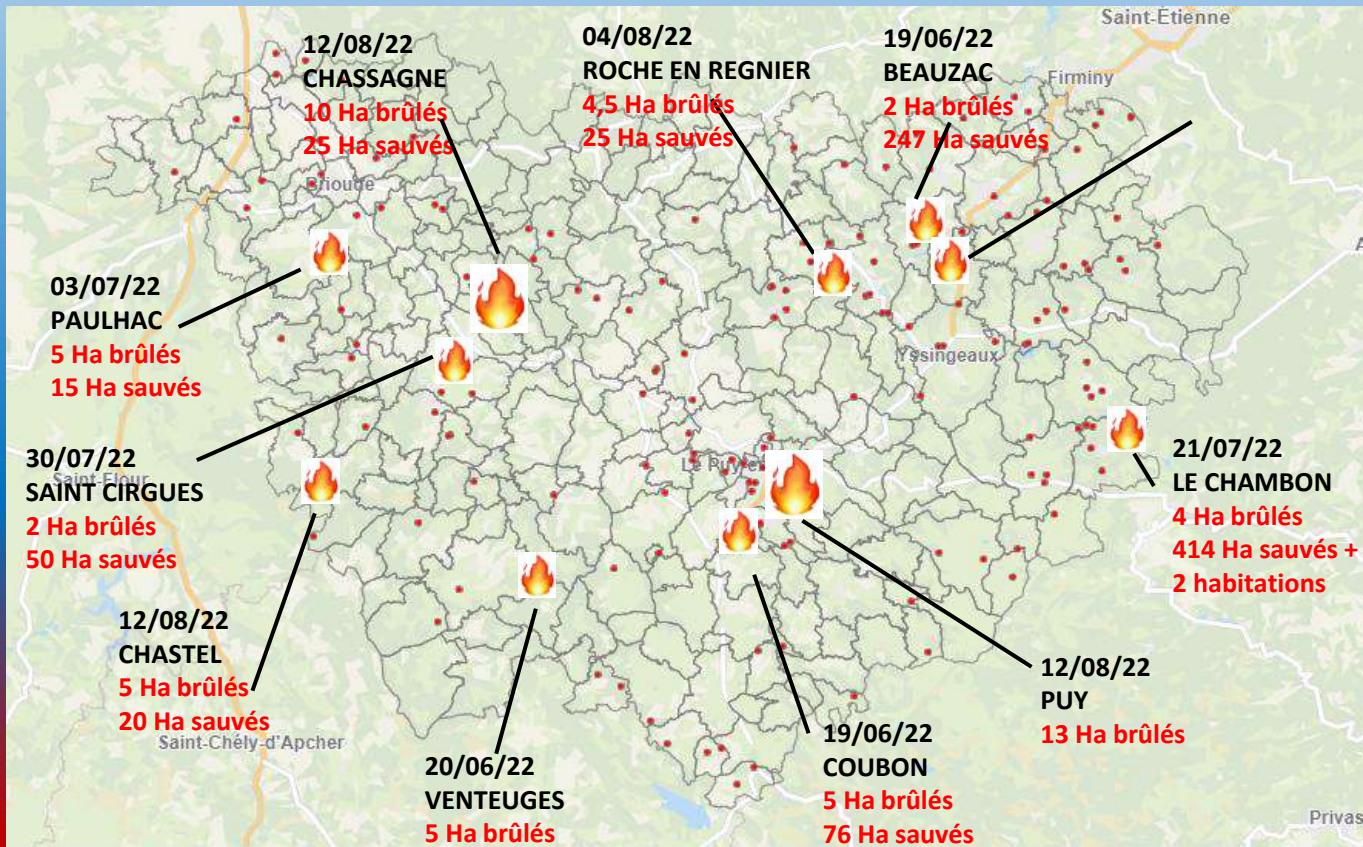 Saint-Étienne
Firminy
12/08/22
CHASSAGNE
10 Ha brûlés
25 Ha sauvés
04/08/22
ROCHE EN REGNIER
4,5 Ha brûlés
25 Ha sauvés
19/06/22
BEAUZAC
2 Ha brûlés
247 Ha sauvés
Brioude
03/07/22
PAULHAC
5 Ha brûlés
15 Ha sauvés
Yssingeaux
30/07/22
Saint-Flour
SAINT CIRGUES
2 Ha brûlés
50 Ha sauvés
21/07/22
LE CHAMBON
4 Ha brûlés
414 Ha sauvés +
2 habitations
12/08/22
CHASTEL
5 Ha brûlés
20 Ha sauvés
Saint-Chély-d'Apcher
20/06/22
VENTEUGES
5 Ha brûlés
19/06/22
COUBON
5 Ha brûlés
76 Ha sauvés
12/08/22
PUY
13 Ha brûlés
Privas